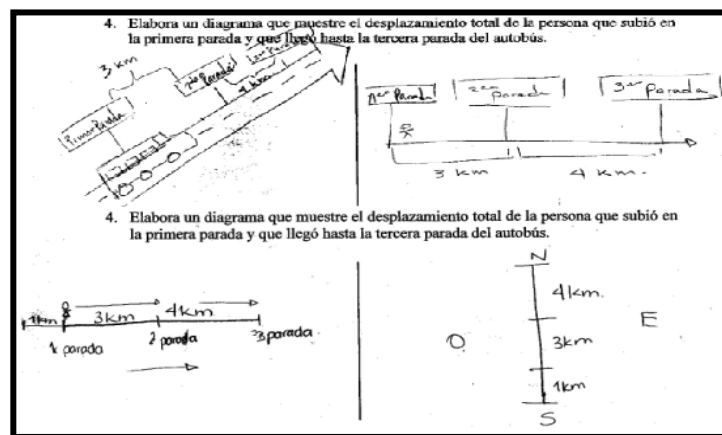 4. Elabora un diagrama que muestre el desplazamiento total de la persona que subió en
la primera parada y que llegó hasta la tercera parada del autobús.
3 km
Primer Parada
Parada
4 km
1er Parada
2da parada
3er parada
3 km
4 km.
4. Elabora un diagrama que muestre el desplazamiento total de la persona que subió en
la primera parada y que llegó hasta la tercera parada del autobús.
1km
3km
4km
1 parada
2 parada
3 parada
N
4km.
O
E
3km
1km
S